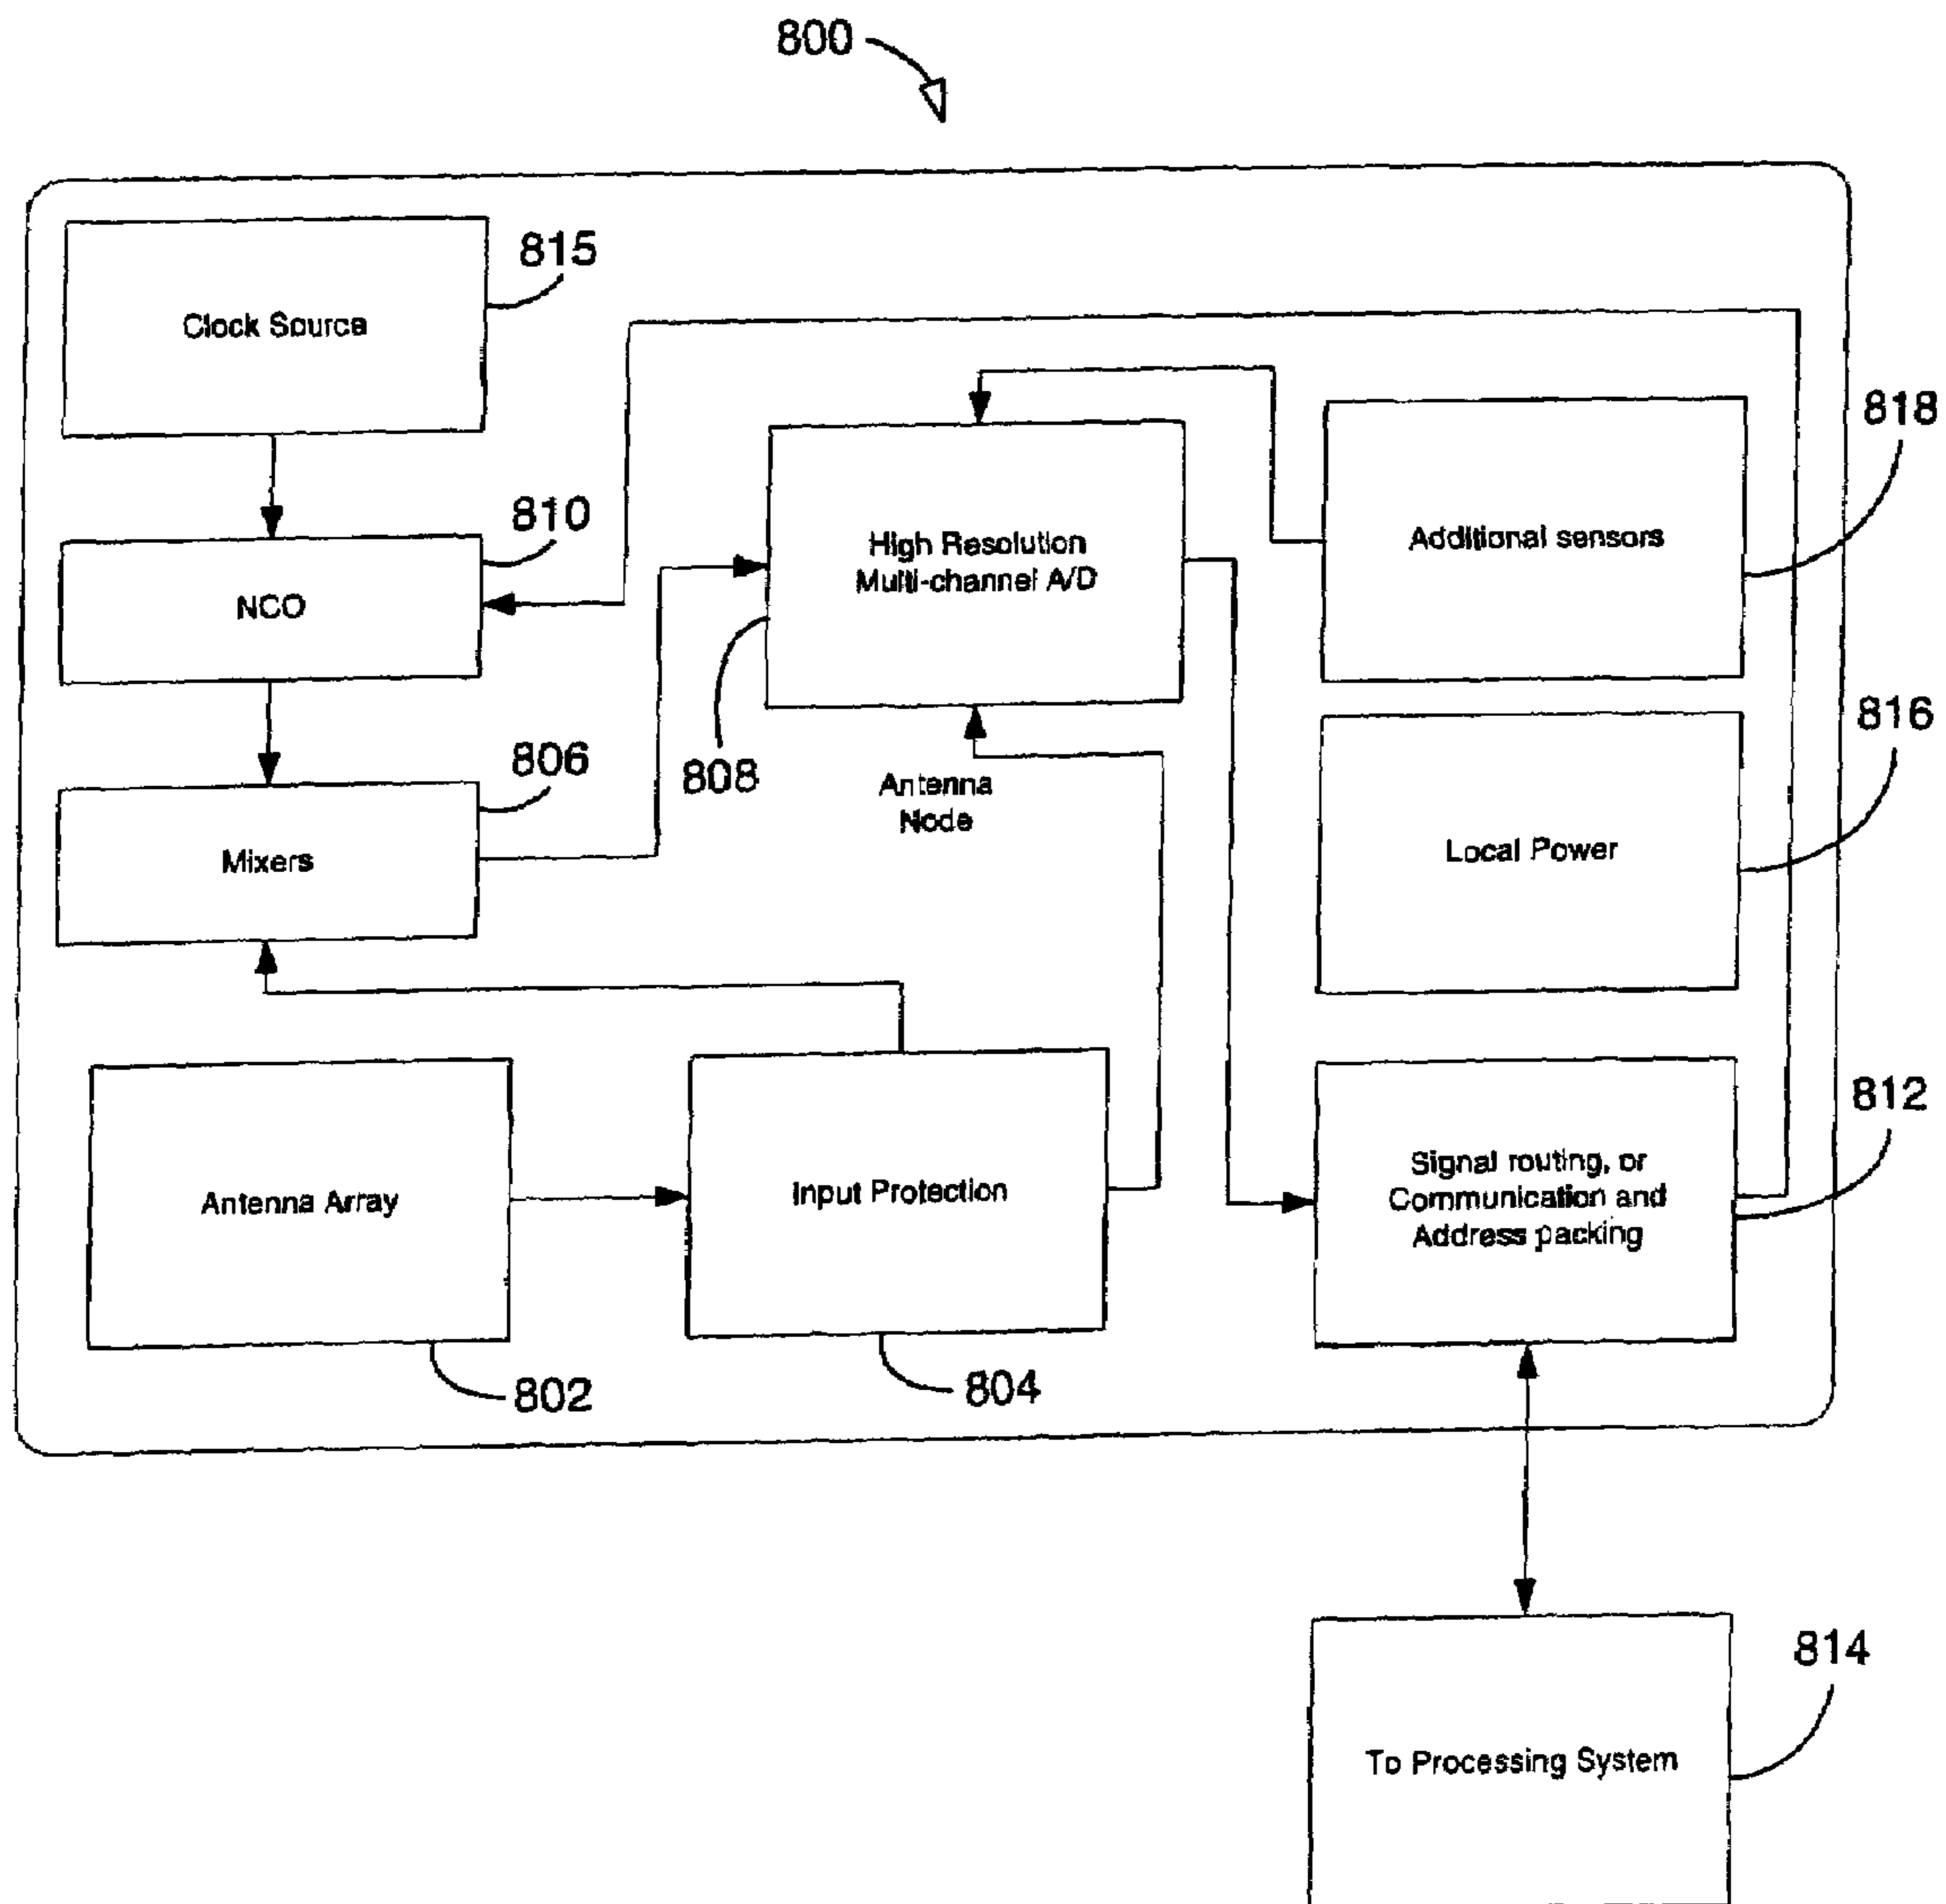 800
Clock Source
815
818
810
High Resolution
Multi-channel A/D
Additional sensors
NCO
816
806
808
Antenna
Node
Local Power
Mixers
812
Signal routing, or
Communication and
Address packing
Antenna Array
Input Protection
802
804
814
To Processing System